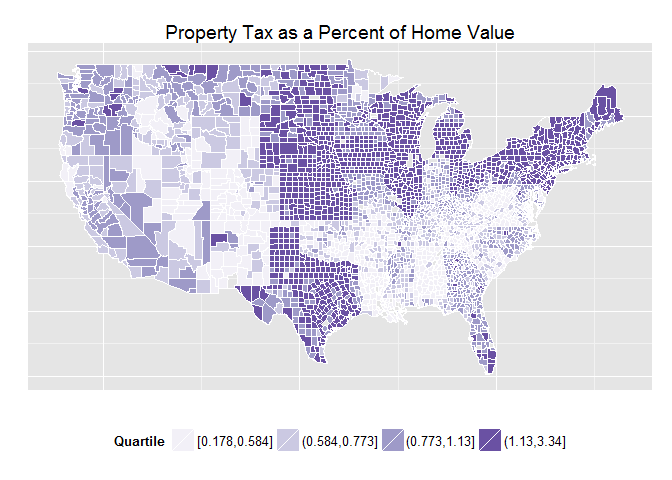 Property Tax as a Percent of Home Value
Quartile [0.178,0.584] (0.584,0.773] (0.773,1.13] (1.13,3.34]